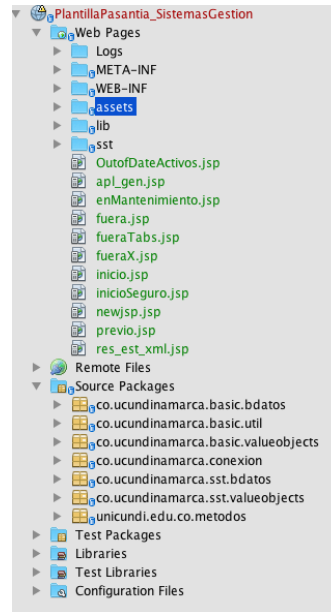 PlantillaPasantia_SistemasGestion
Web Pages
Logs
META-INF
WEB-INF
assets
lib
sst
OutofDateActivos.jsp
apl_gen.jsp
enMantenimiento.jsp
fuera.jsp
fueraTabs.jsp
fueraX.jsp
inicio.jsp
inicioSeguro.jsp
newjsp.jsp
previo.jsp
res_est_xml.jsp
Remote Files
Source Packages
co.ucundinamarca.basic.bdatos
co.ucundinamarca.basic.util
co.ucundinamarca.basic.valueobjects
co.ucundinamarca.conexion
co.ucundinamarca.sst.bdatos
co.ucundinamarca.sst.valueobjects
unicundi.edu.co.metodos
Test Packages
Libraries
Test Libraries
Configuration Files